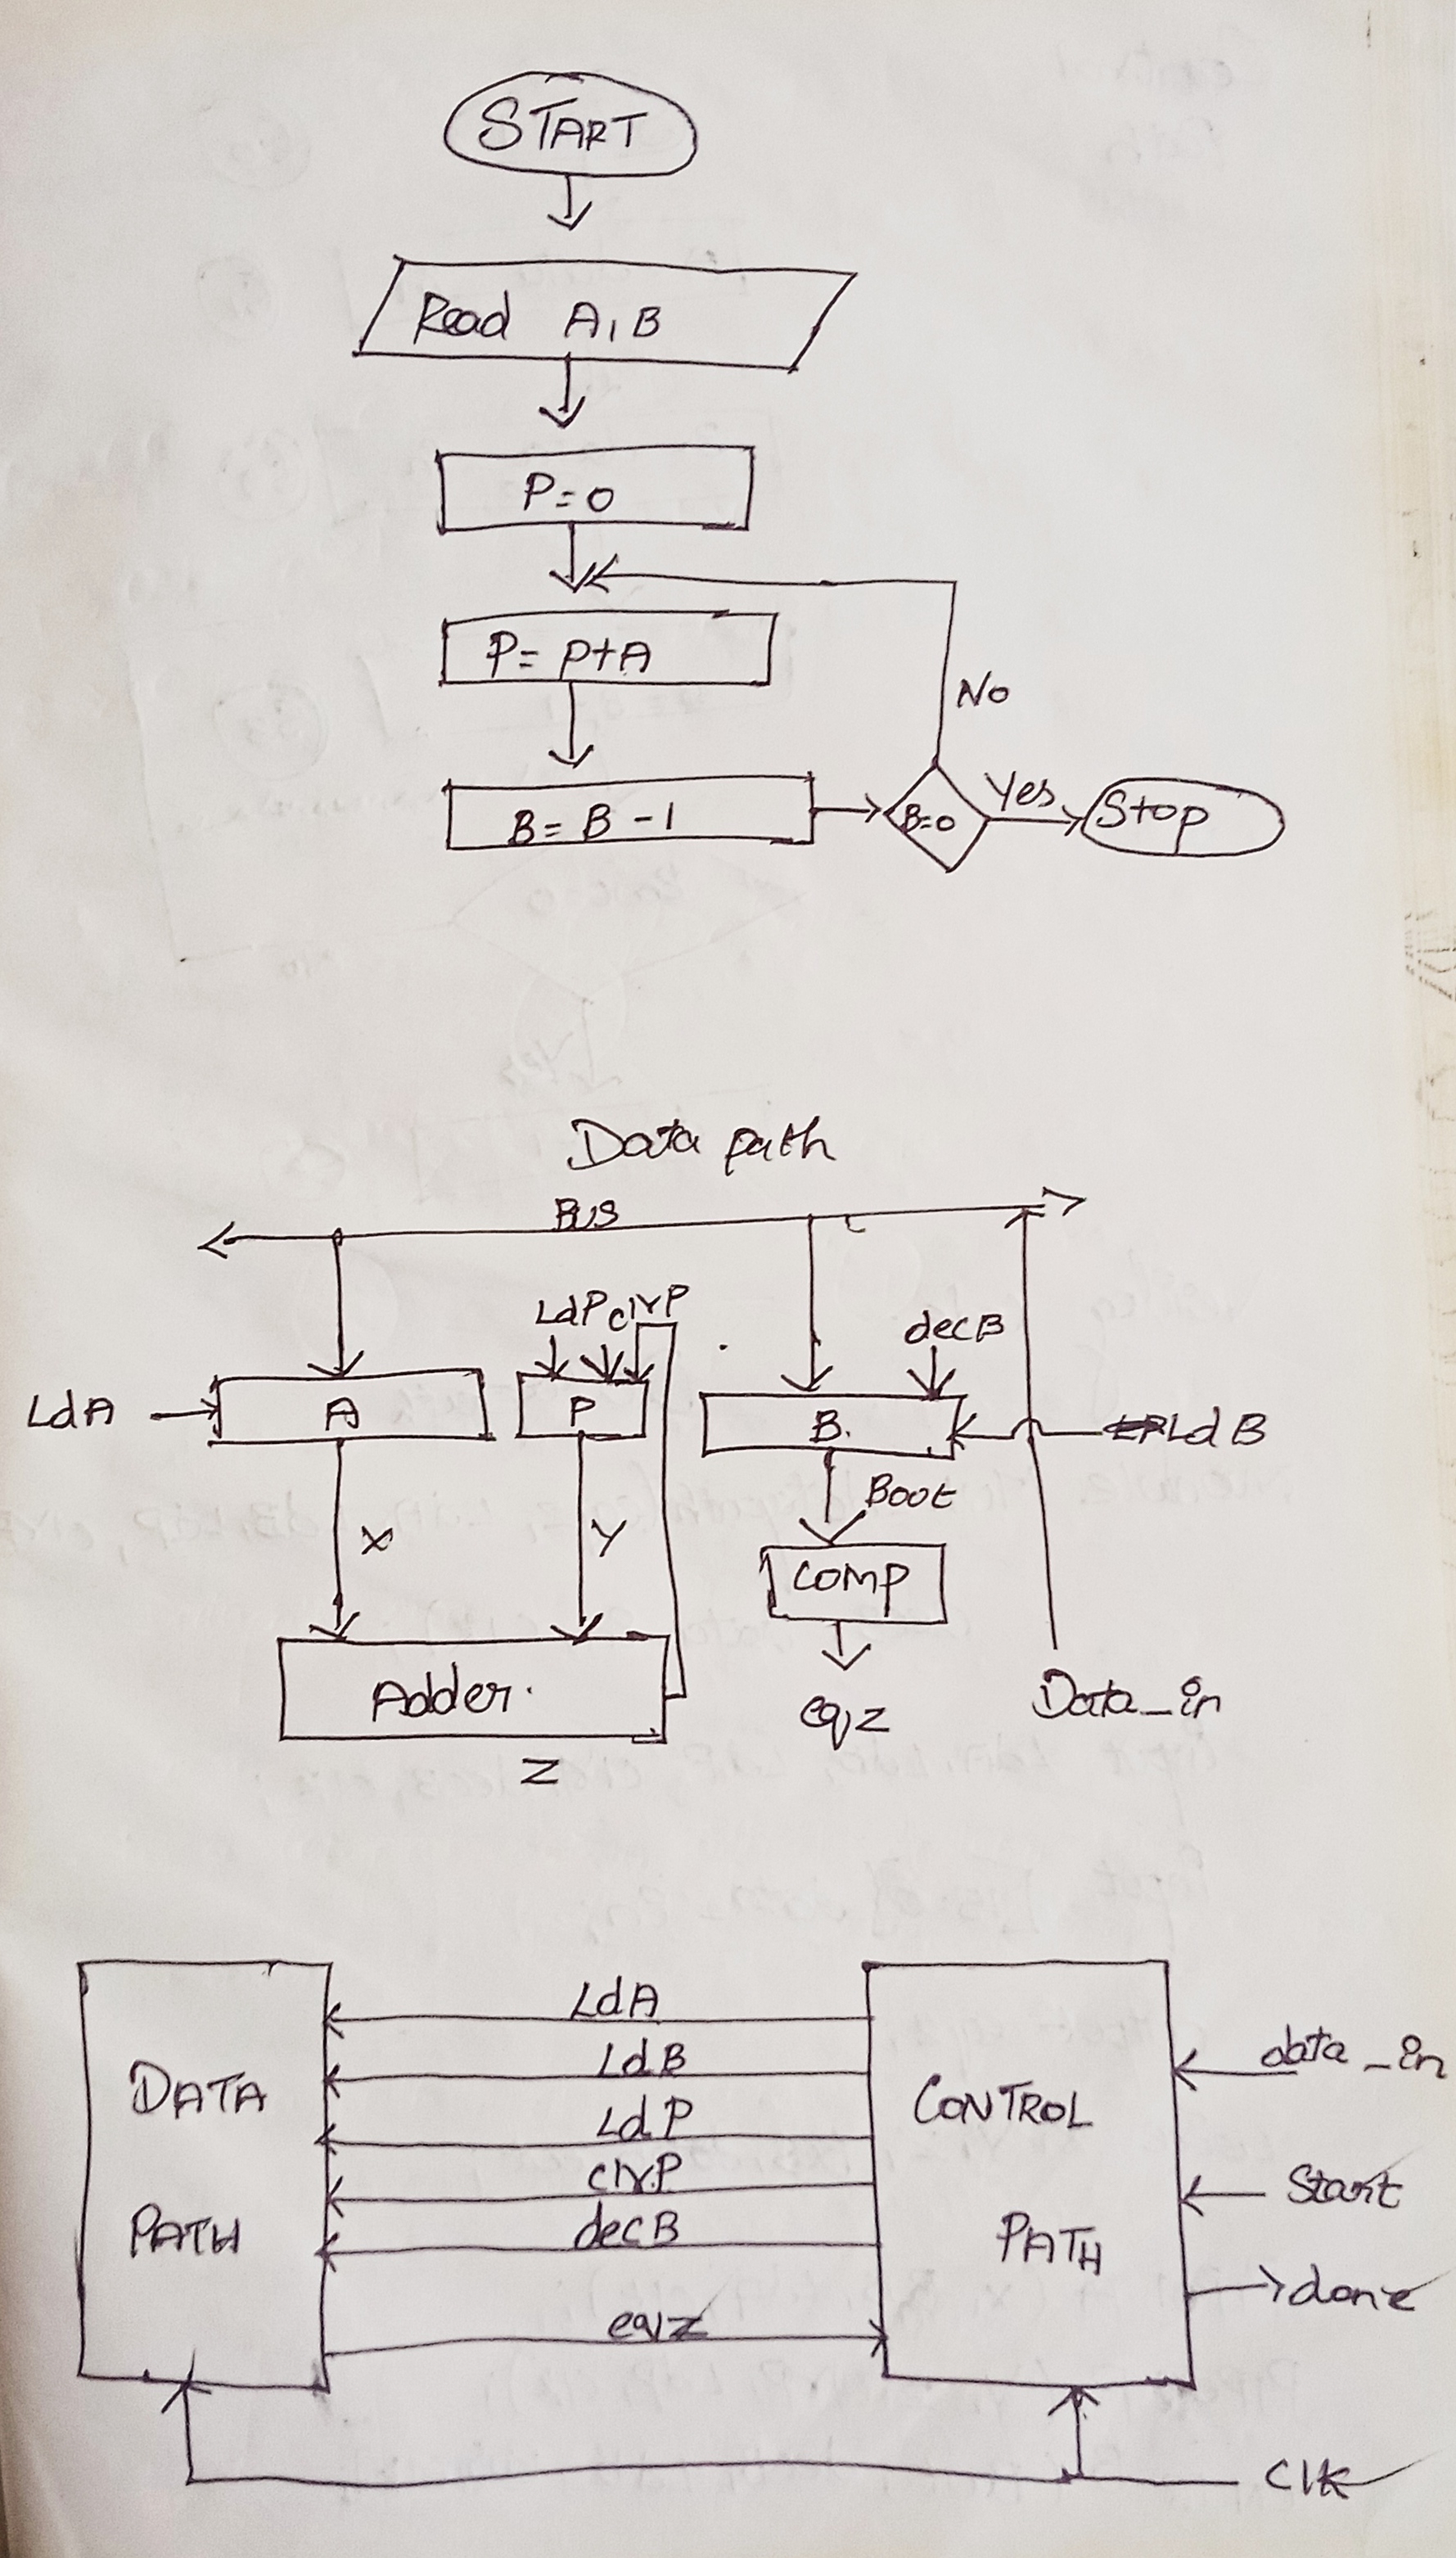 START
Read A,B
P=0
P=P+A
No
B=B-1
B=0
Yes
Stop
Data path
BUS
LdP clrP
decB
LdA
A
P
B.
LdB
Bout
X
Y
COMP
Adder.
eqz
Data_in
Z
LdA
LdB
LdP
clrP
decB
eqz
DATA
PATH
CONTROL
PATH
data_in
Start
done
Clk